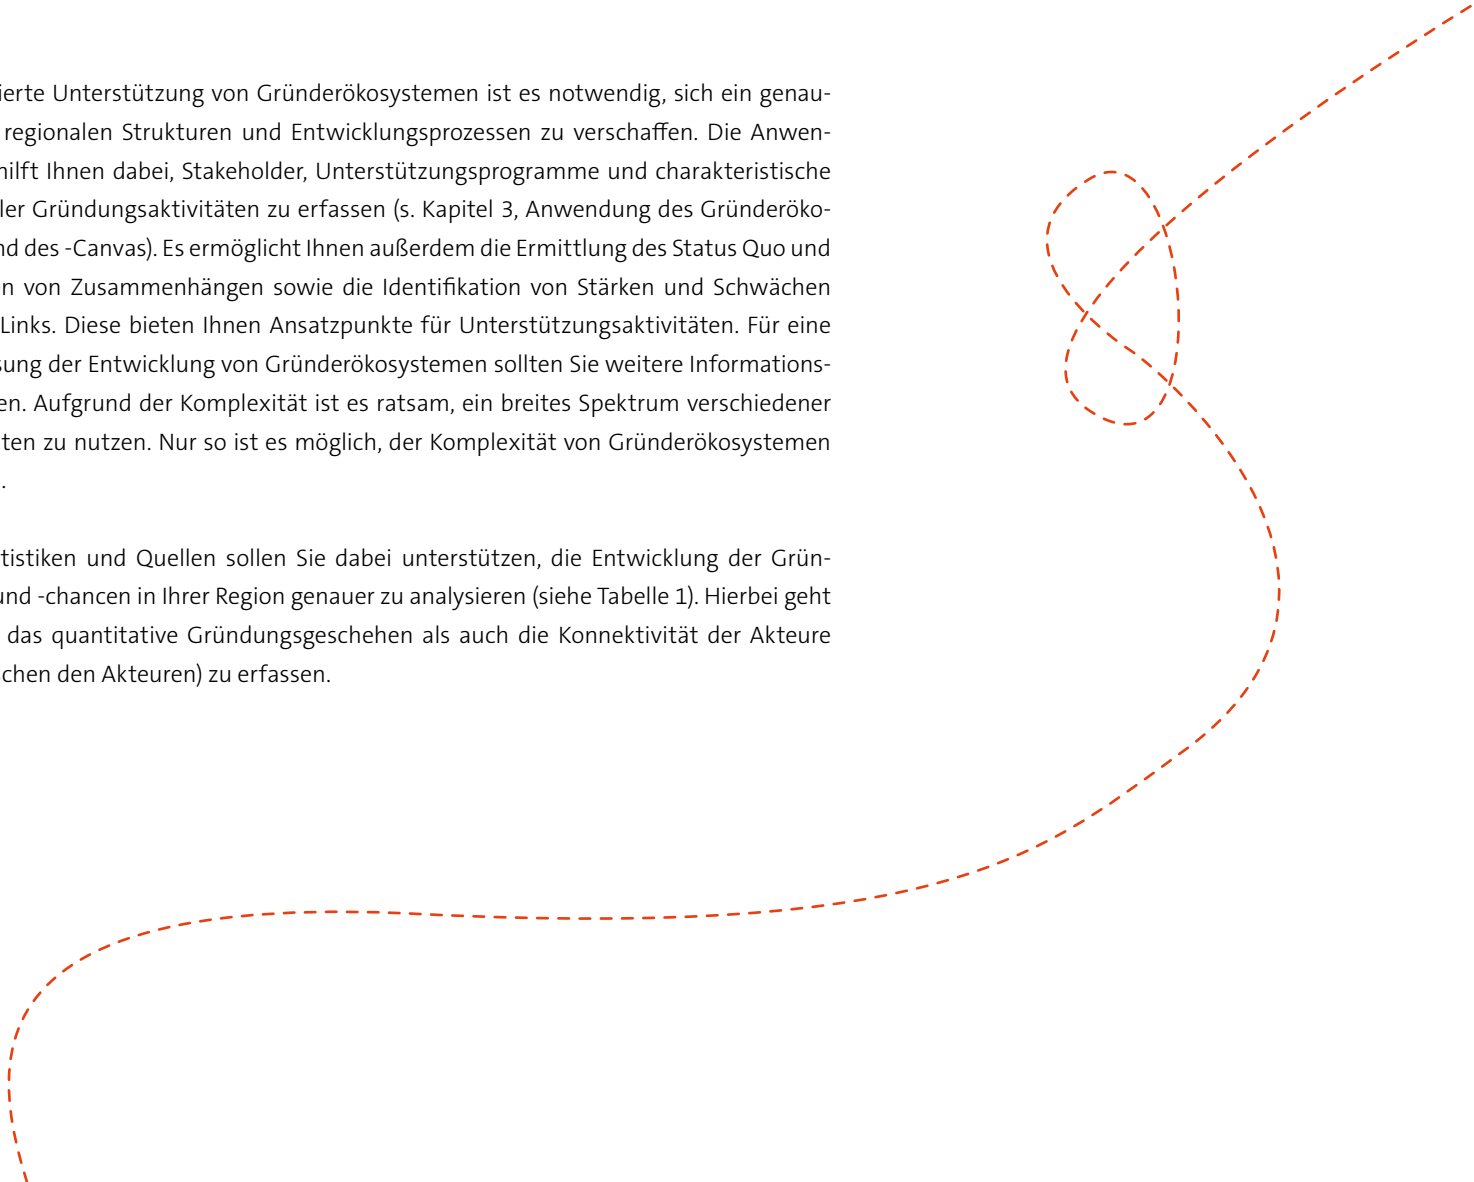 ierte Unterstützung von Gründerökosystemen ist es notwendig, sich ein genau-
regionalen Strukturen und Entwicklungsprozessen zu verschaffen. Die Anwen-
hilft Ihnen dabei, Stakeholder, Unterstützungsprogramme und charakteristische
ler Gründungsaktivitäten zu erfassen (s. Kapitel 3, Anwendung des Gründeröko-
nd des -Canvas). Es ermöglicht Ihnen außerdem die Ermittlung des Status Quo und
n von Zusammenhängen sowie die Identifikation von Stärken und Schwächen
Links. Diese bieten Ihnen Ansatzpunkte für Unterstützungsaktivitäten. Für eine
sung der Entwicklung von Gründerökosystemen sollten Sie weitere Informations-
en. Aufgrund der Komplexität ist es ratsam, ein breites Spektrum verschiedener
ten zu nutzen. Nur so ist es möglich, der Komplexität von Gründerökosystemen
.
tistiken und Quellen sollen Sie dabei unterstützen, die Entwicklung der Grün-
und -chancen in Ihrer Region genauer zu analysieren (siehe Tabelle 1). Hierbei geht
das quantitative Gründungsgeschehen als auch die Konnektivität der Akteure
schen den Akteuren) zu erfassen.